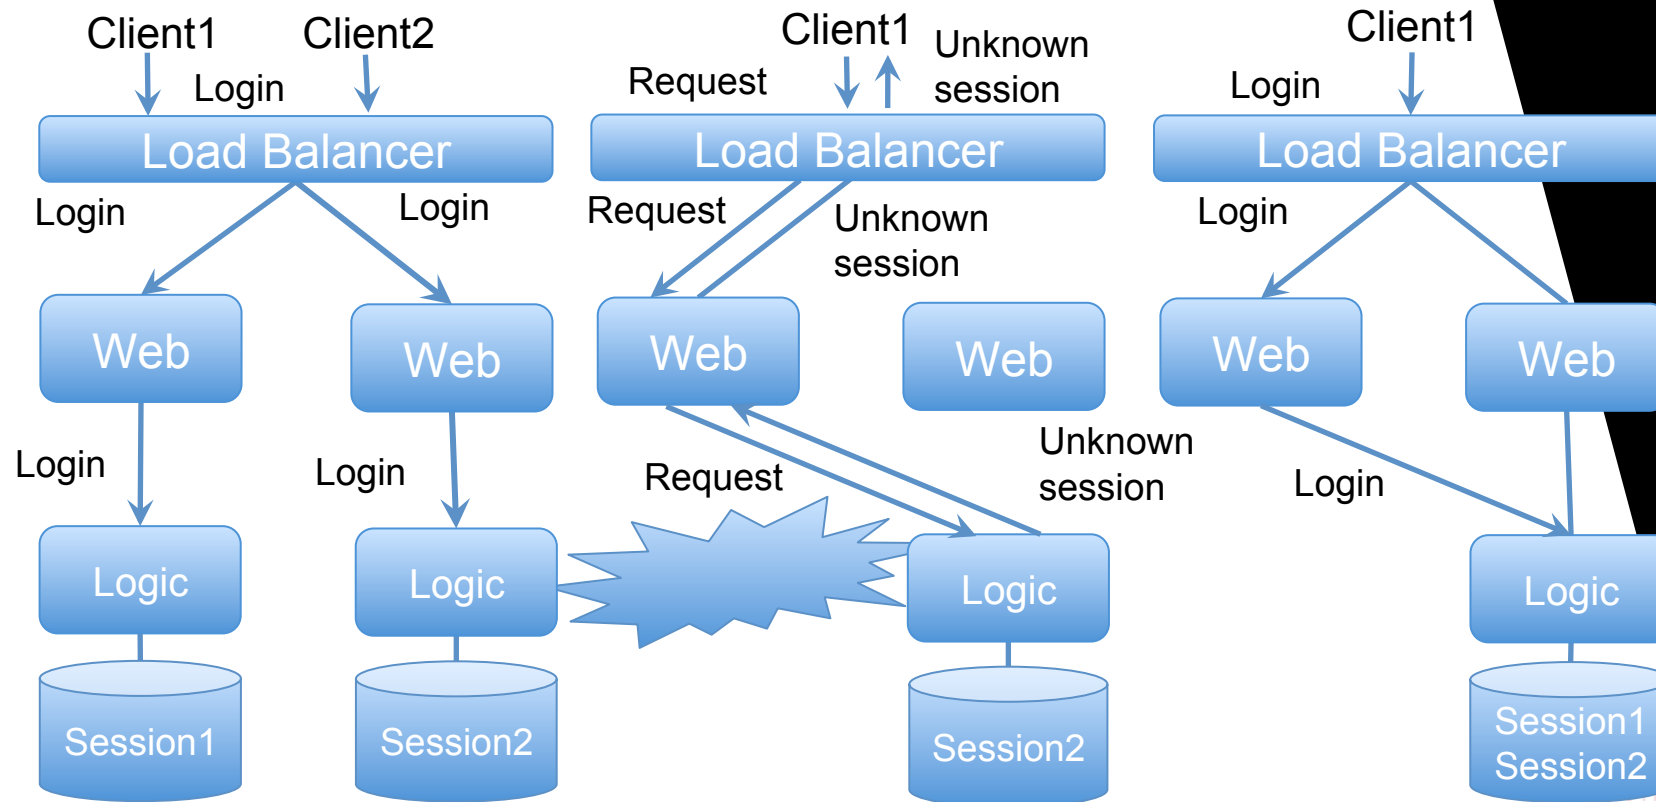 Client1
Client2
Login
Load Balancer
Login
Login
Web
Web
Login
Login
Logic
Logic
Session1
Session2
Client1
Unknown
session
Request
Load Balancer
Request
Unknown
session
Web
Web
Request
Unknown
session
Logic
Session2
Client1
Login
Load Balancer
Login
Web
Web
Login
Logic
Session1
Session2